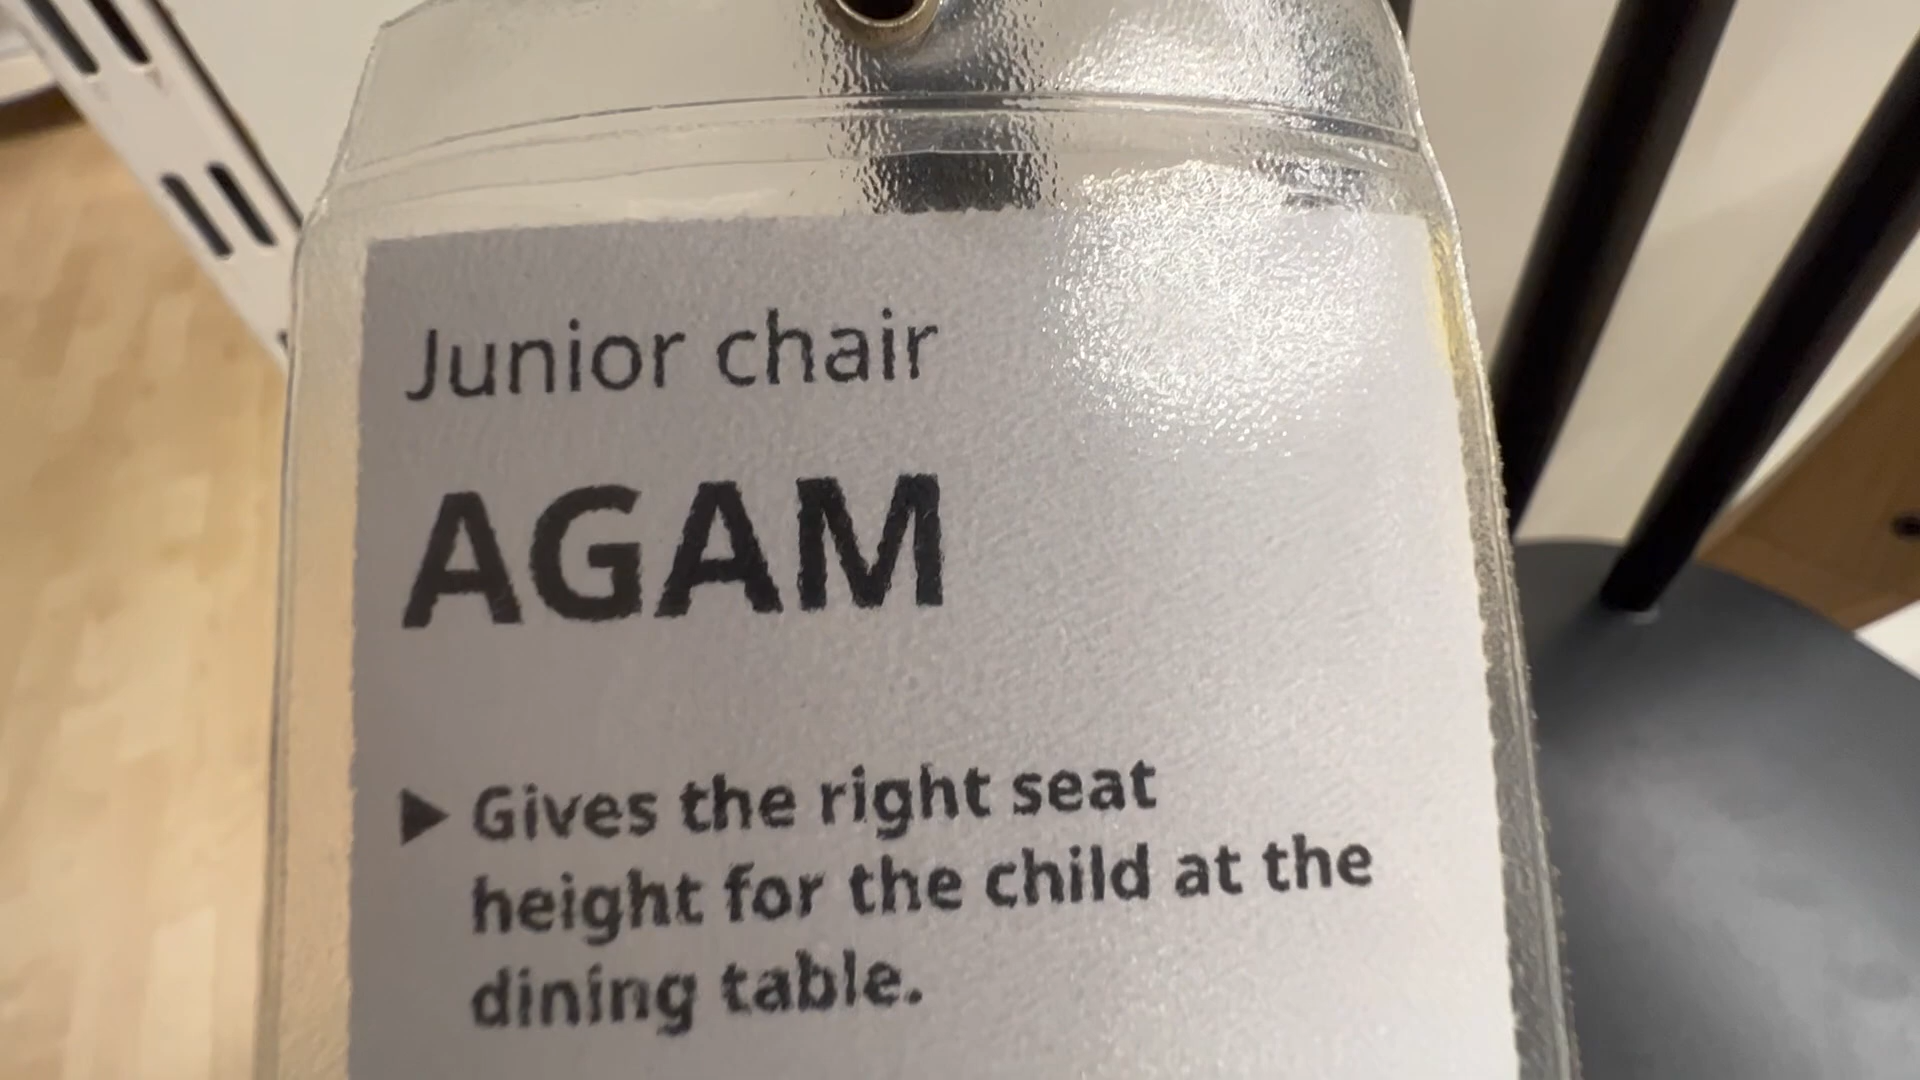 Junior chair
AGAM
▶ Gives the right seat
height for the child at the
dining table.